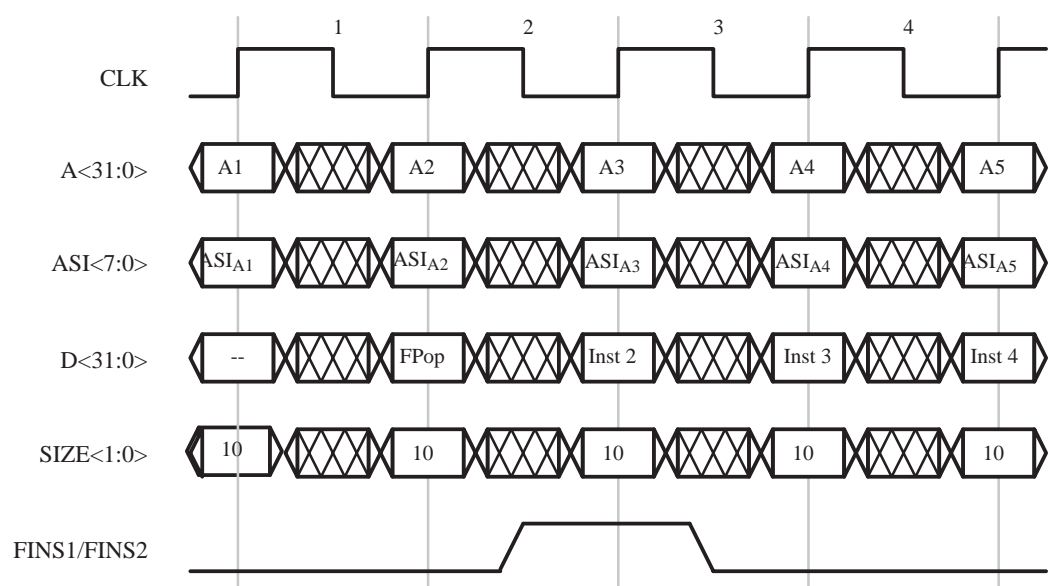 1 2 3 4
CLK
A<31:0> A1 A2 A3 A4 A5
ASI<7:0> ASIA1 ASIA2 ASIA3 ASIA4 ASIA5
D<31:0> -- FPop Inst 2 Inst 3 Inst 4
SIZE<1:0> 10 10 10 10 10
FINS1/FINS2